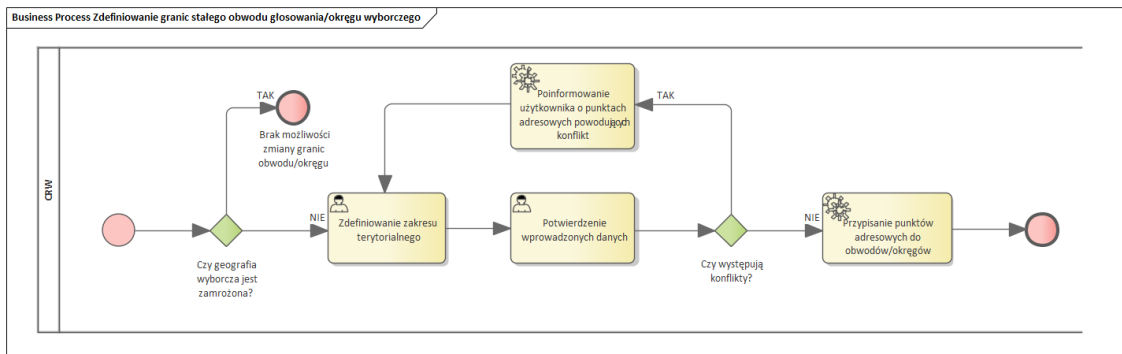 Business Process Zdefiniowanie granic stałego obwodu głosowania/okręgu wyborczego
CRW
TAK
Brak możliwości
zmiany granic
obwodu/okręgu
Czy geografia
wyborcza jest
zamrożona?
NIE
Zdefiniowanie zakresu
terytorialnego
Poinformowanie
użytkownika o punktach
adresowych powodujących
konflikt
TAK
Potwierdzenie
wprowadzonych danych
Czy występują
konflikty?
NIE
Przypisanie punktów
adresowych do
obwodów/okręgów